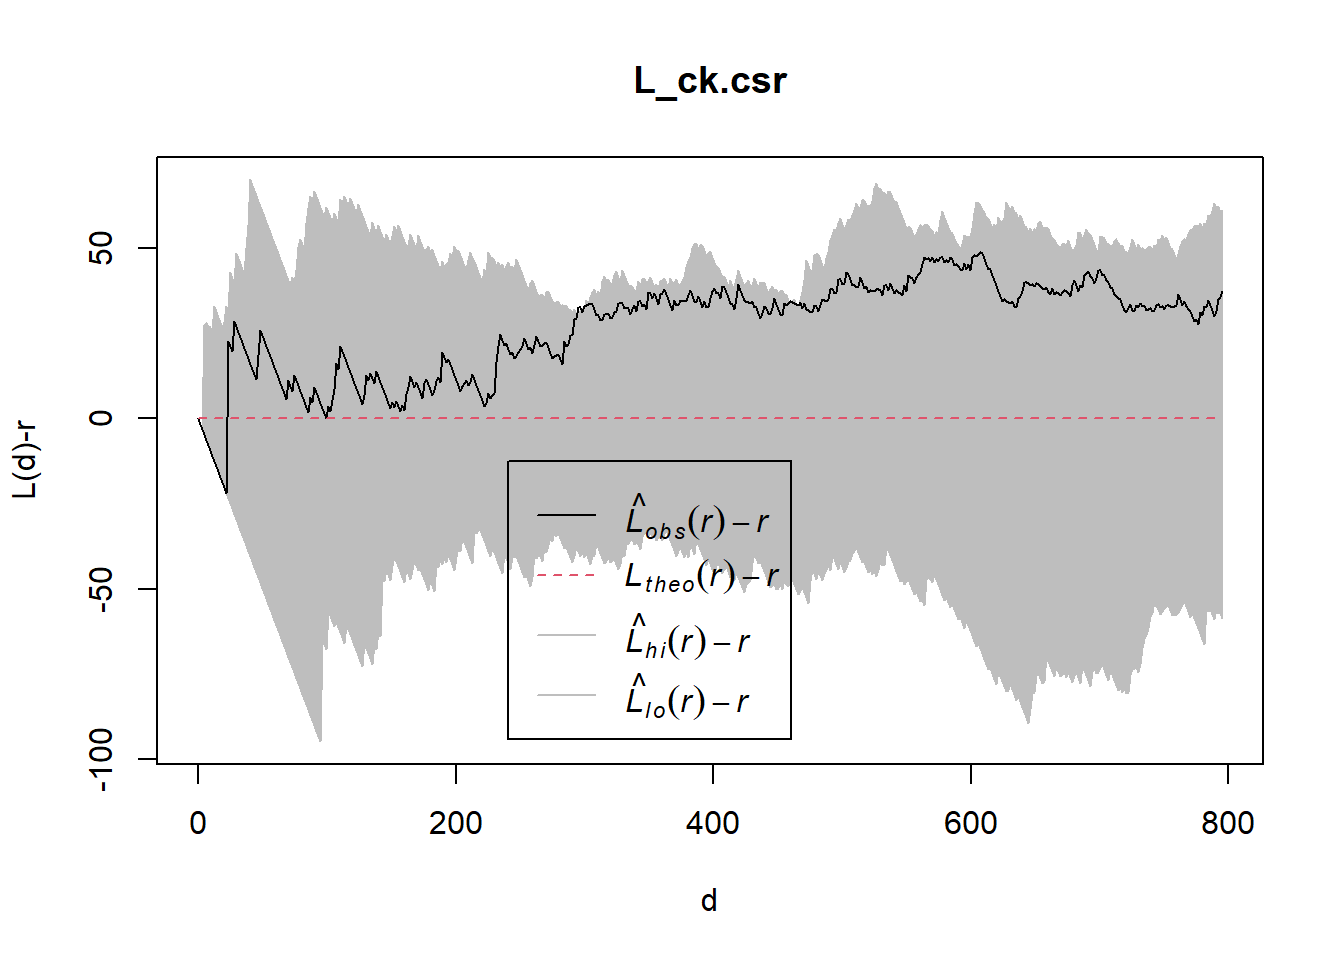 L_ck.csr
L(d)-r
50
0
-50
-100
L̂obs(r) − r
Ltheo(r) − r
L̂hi(r) − r
L̂lo(r) − r
0 200 400 600 800
d